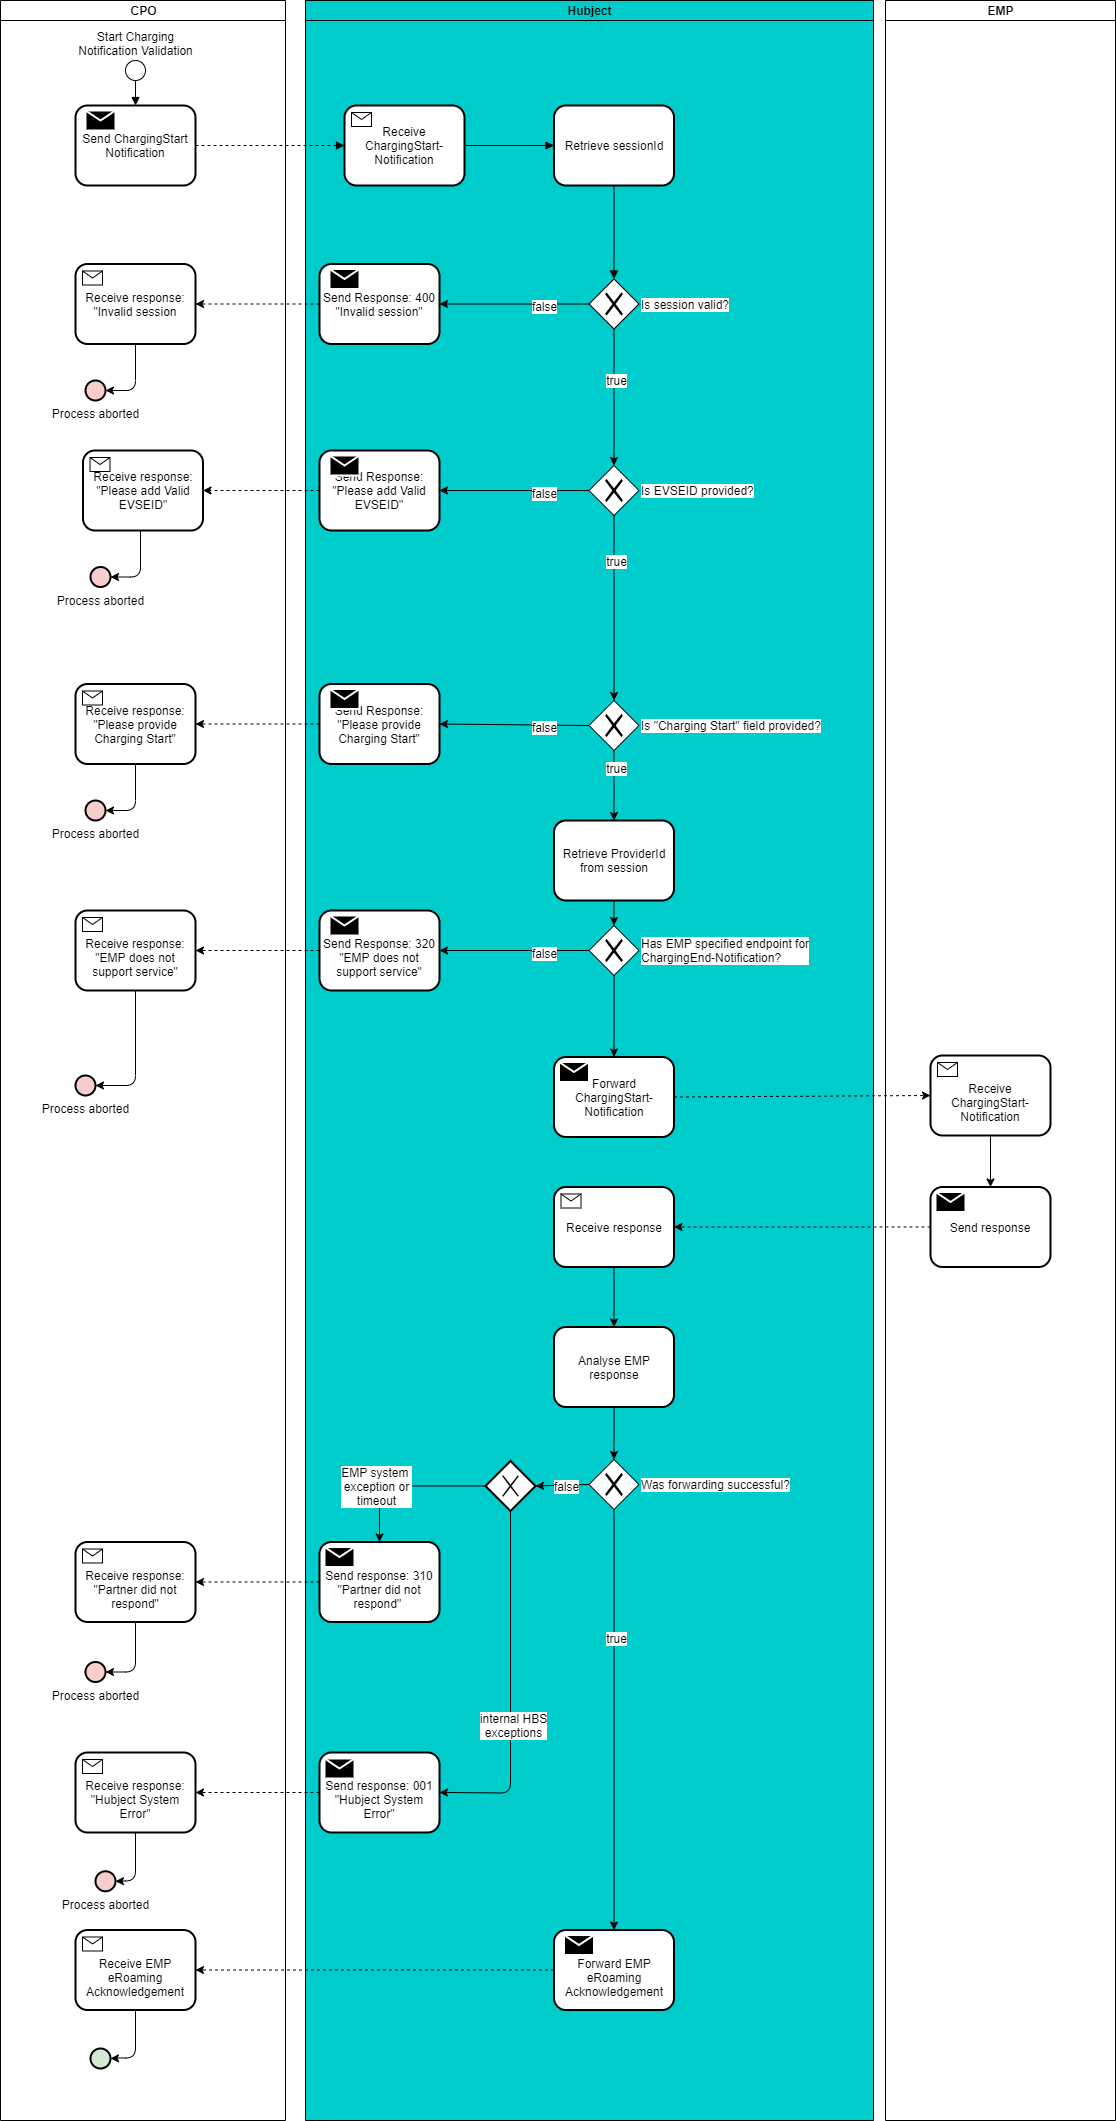 CPO
Hubject
EMP
Start Charging
Notification Validation
Send ChargingStart
Notification
Receive
ChargingStart-
Notification
Retrieve sessionId
Receive response:
"Invalid session
Send Response: 400
"Invalid session"
false
Is session valid?
true
Process aborted
Receive response:
"Please add Valid
EVSEID"
Send Response:
"Please add Valid
EVSEID"
false
Is EVSEID provided?
true
Process aborted
Receive response:
"Please provide
Charging Start"
Send Response:
"Please provide
Charging Start"
false
Is "Charging Start" field provided?
true
Process aborted
Retrieve ProviderId
from session
Receive response:
"EMP does not
support service"
Send Response: 320
"EMP does not
support service"
false
Has EMP specified endpoint for
ChargingEnd-Notification?
Process aborted
Forward
ChargingStart-
Notification
Receive
ChargingStart-
Notification
Receive response
Send response
Analyse EMP
response
EMP system
exception or
timeout
false
Was forwarding successful?
Receive response:
"Partner did not
respond"
Send response: 310
"Partner did not
respond"
true
Process aborted
internal HBS
exceptions
Receive response:
"Hubject System
Error"
Send response: 001
"Hubject System
Error"
Process aborted
Receive EMP
eRoaming
Acknowledgement
Forward EMP
eRoaming
Acknowledgement